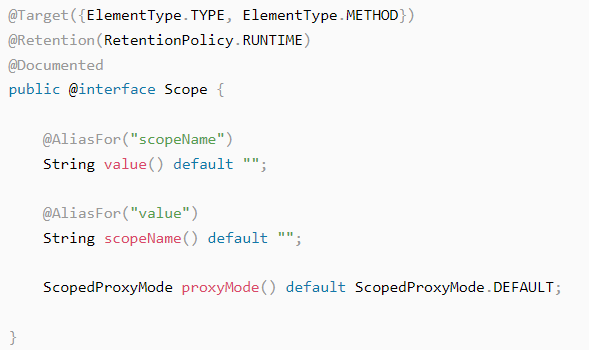 @Target({ElementType.TYPE, ElementType.METHOD})
@Retention(RetentionPolicy.RUNTIME)
@Documented
public @interface Scope {
@AliasFor("scopeName")
String value() default "";
@AliasFor("value")
String scopeName() default "";
ScopedProxyMode proxyMode() default ScopedProxyMode.DEFAULT;
}